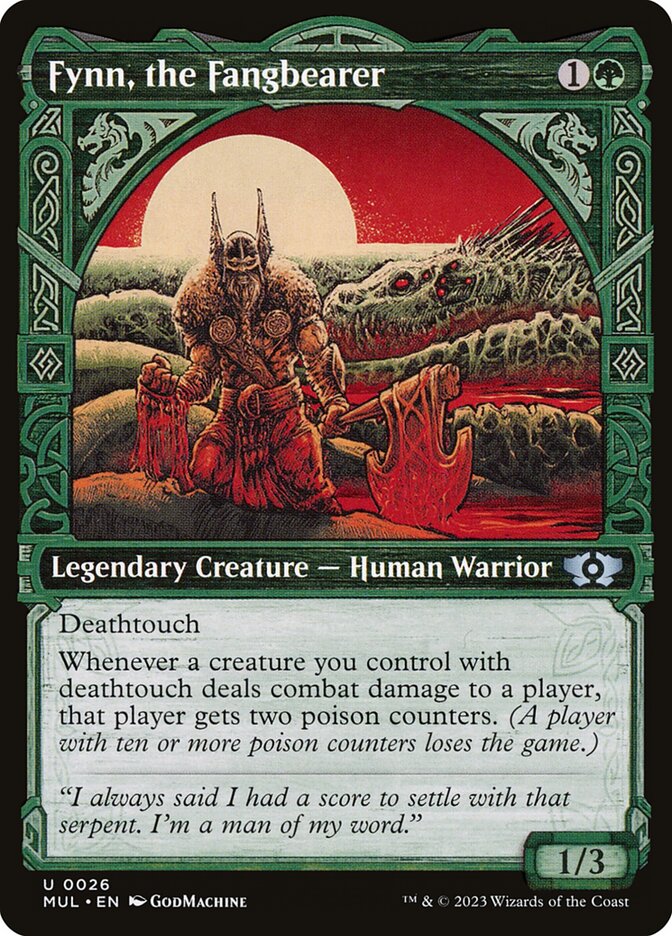 Fynn, the Fangbearer 1
Legendary Creature — Human Warrior
Deathtouch
Whenever a creature you control with
deathtouch deals combat damage to a player,
that player gets two poison counters. (A player
with ten or more poison counters loses the game.)
“I always said I had a score to settle with that
serpent. I’m a man of my word.”
1/3
U 0026
MUL • EN GODMACHINE
™ & © 2023 Wizards of the Coast